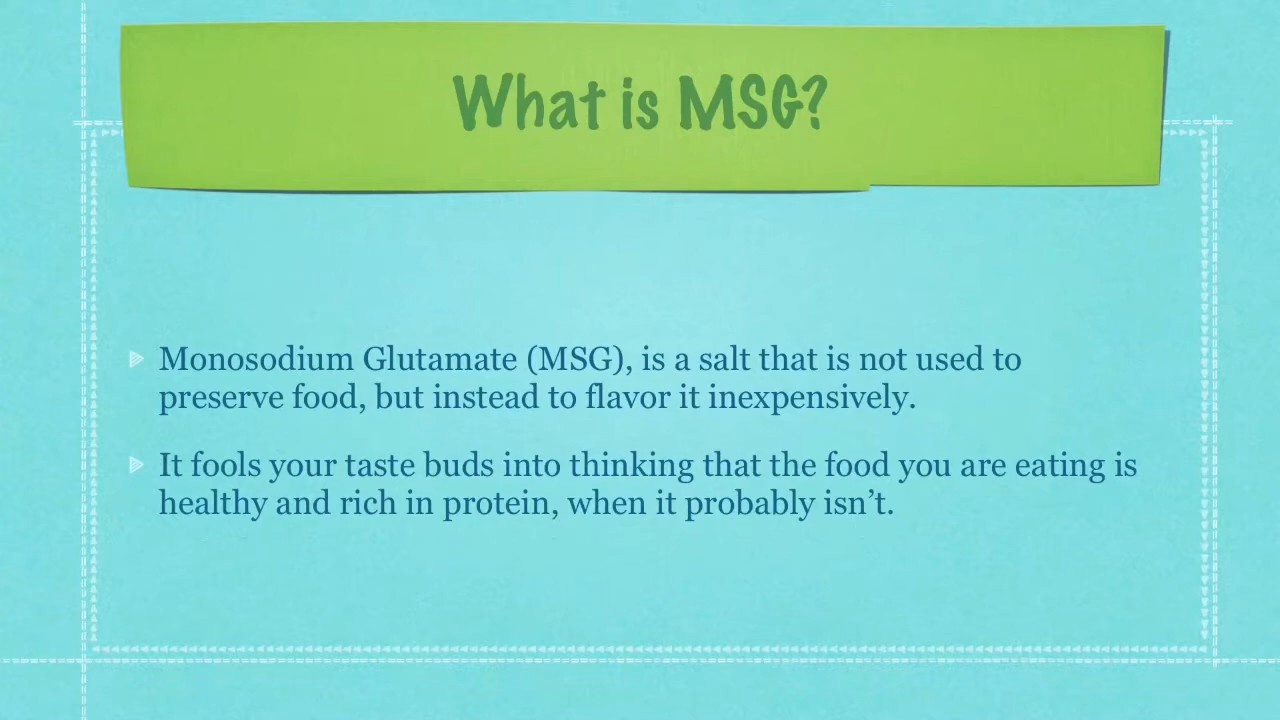 What is MSG?
Monosodium Glutamate (MSG), is a salt that is not used to
preserve food, but instead to flavor it inexpensively.
It fools your taste buds into thinking that the food you are eating is
healthy and rich in protein, when it probably isn’t.